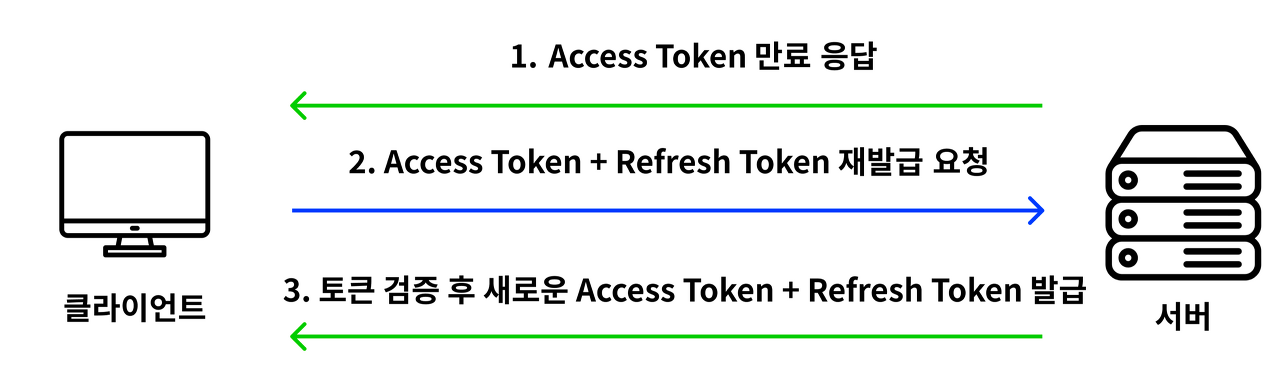 1. Access Token 만료 응답
2. Access Token + Refresh Token 재발급 요청
3. 토큰 검증 후 새로운 Access Token + Refresh Token 발급
클라이언트
서버